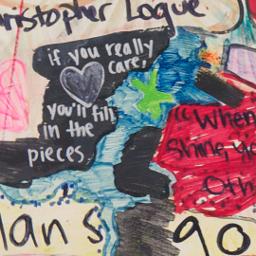 ristopher Logue
if you really
care,
you'll fill
in the
pieces
"When
Shine, yo
Oth
lans go